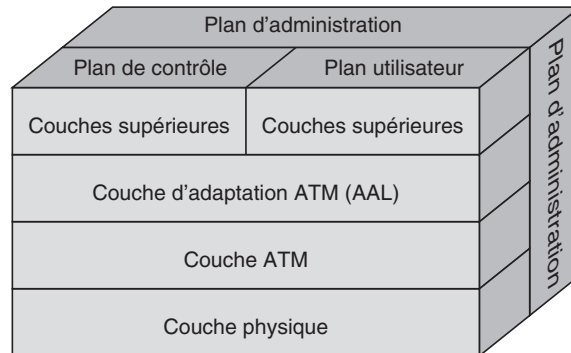 Plan d'administration
Plan de contrôle
Plan utilisateur
Couches supérieures
Couches supérieures
Couche d'adaptation ATM (AAL)
Couche ATM
Couche physique
Plan d'administration